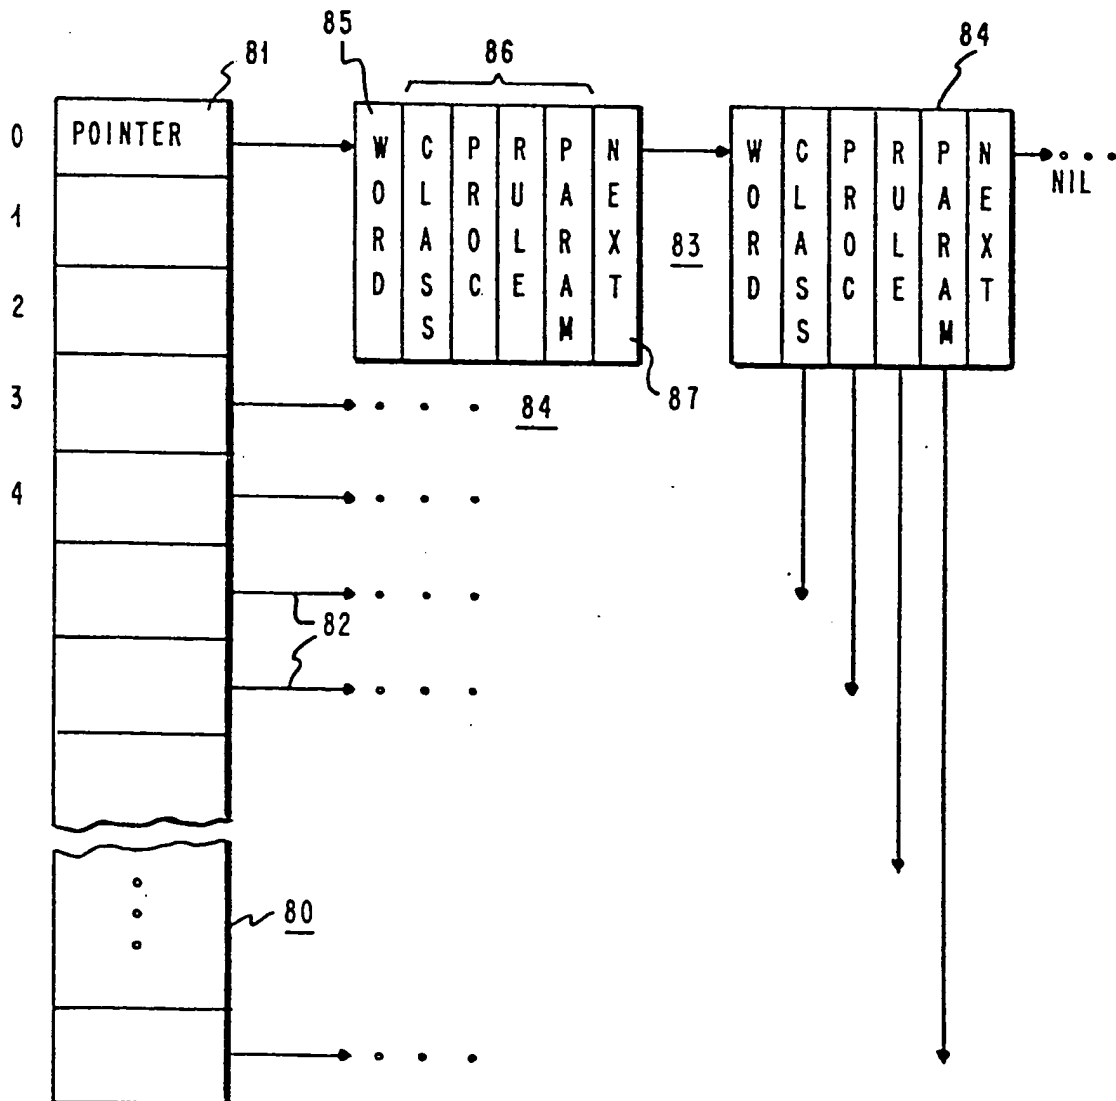 85
86
84
81
0
POINTER
WORD
CLASS
PROC
RULE
PARAM
NEXT
WORD
CLASS
PROC
RULE
PARAM
NEXT
NIL
1
83
2
87
3
84
4
82
80